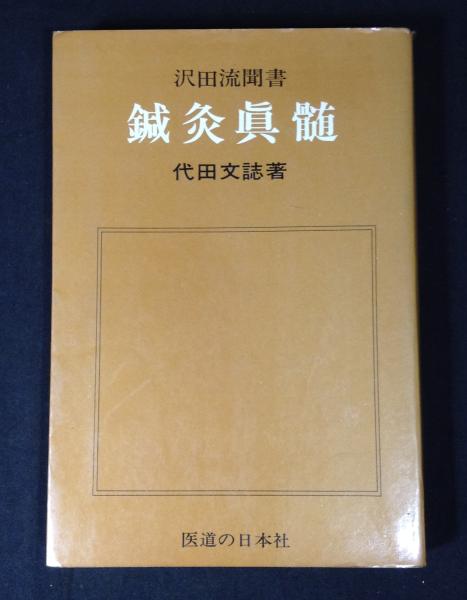 沢田流聞書
鍼灸眞髄
代田文誌著
医道の日本社